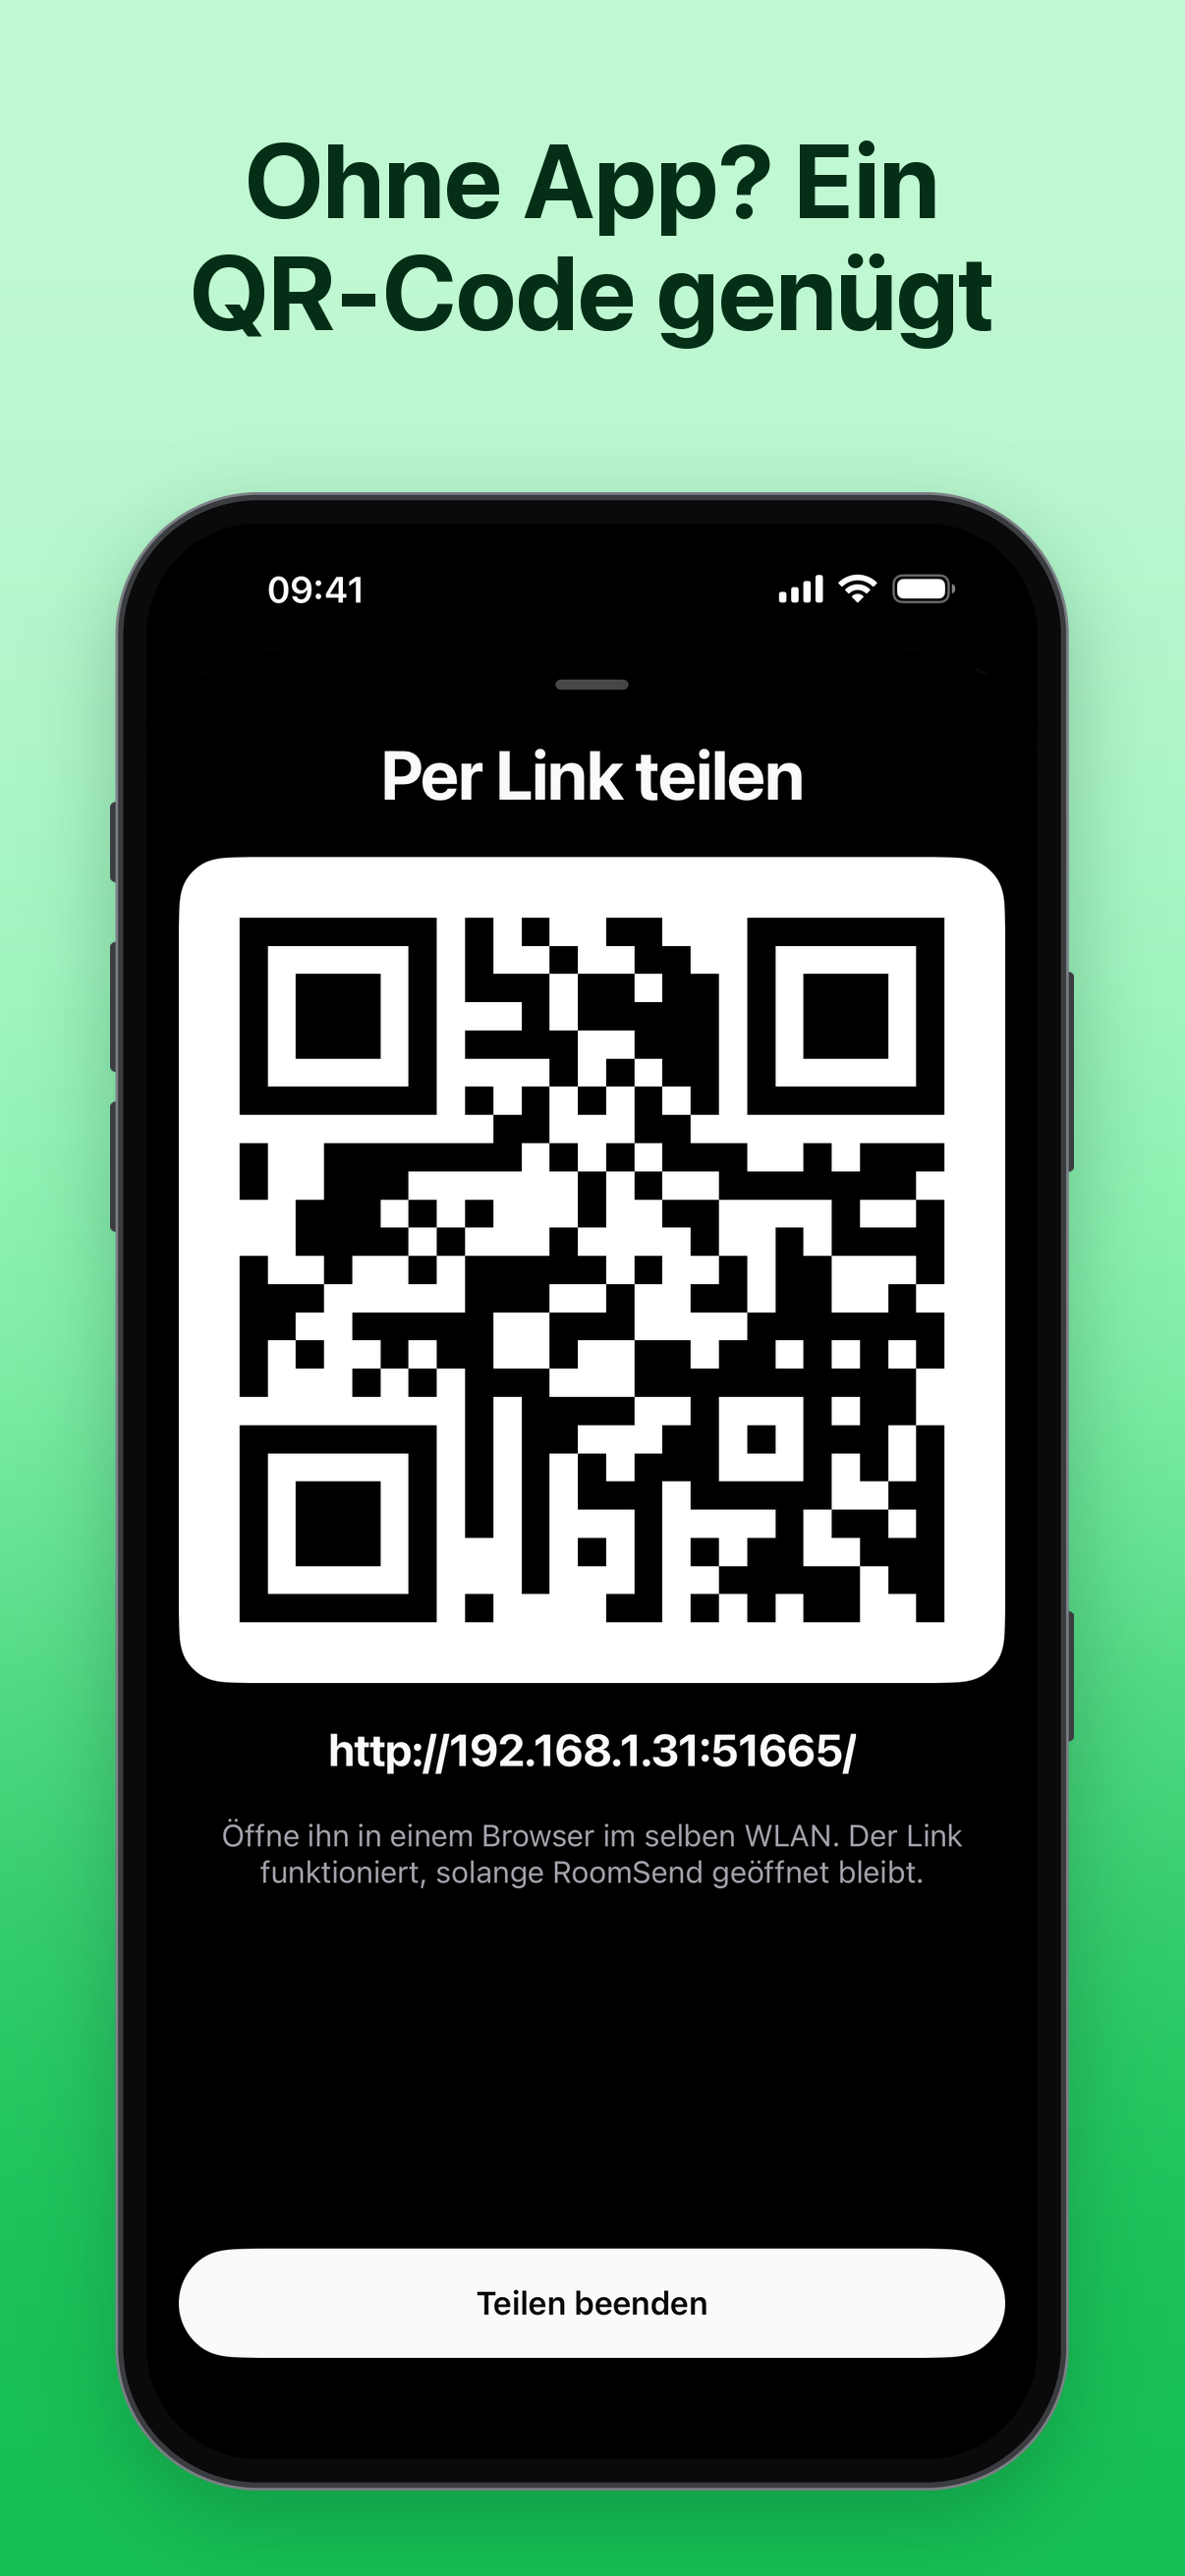 Ohne App? Ein
QR-Code genügt
09:41
Per Link teilen
http://192.168.1.31:51665/
Öffne ihn in einem Browser im selben WLAN. Der Link
funktioniert, solange RoomSend geöffnet bleibt.
Teilen beenden